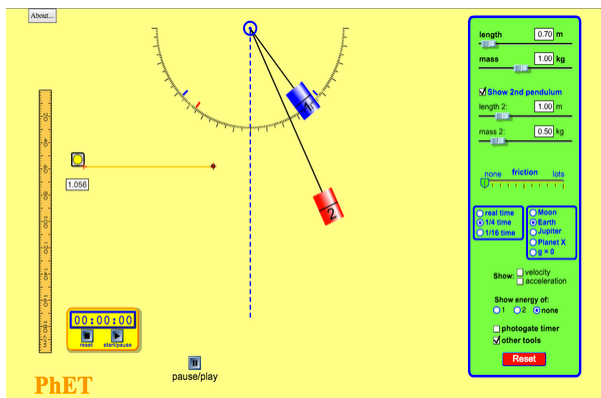 About...
length 0.70 m
mass 1.00 kg
Show 2nd pendulum
length 2: 1.00 m
mass 2: 0.50 kg
none friction lots
real time
1/4 time
1/16 time
Moon
Earth
Jupiter
Planet X
g = 0
Show: velocity
acceleration
Show energy of:
1 2 none
photogate timer
other tools
Reset
1
2
1.056
00:00:00
reset start/pause
pause/play
PhET